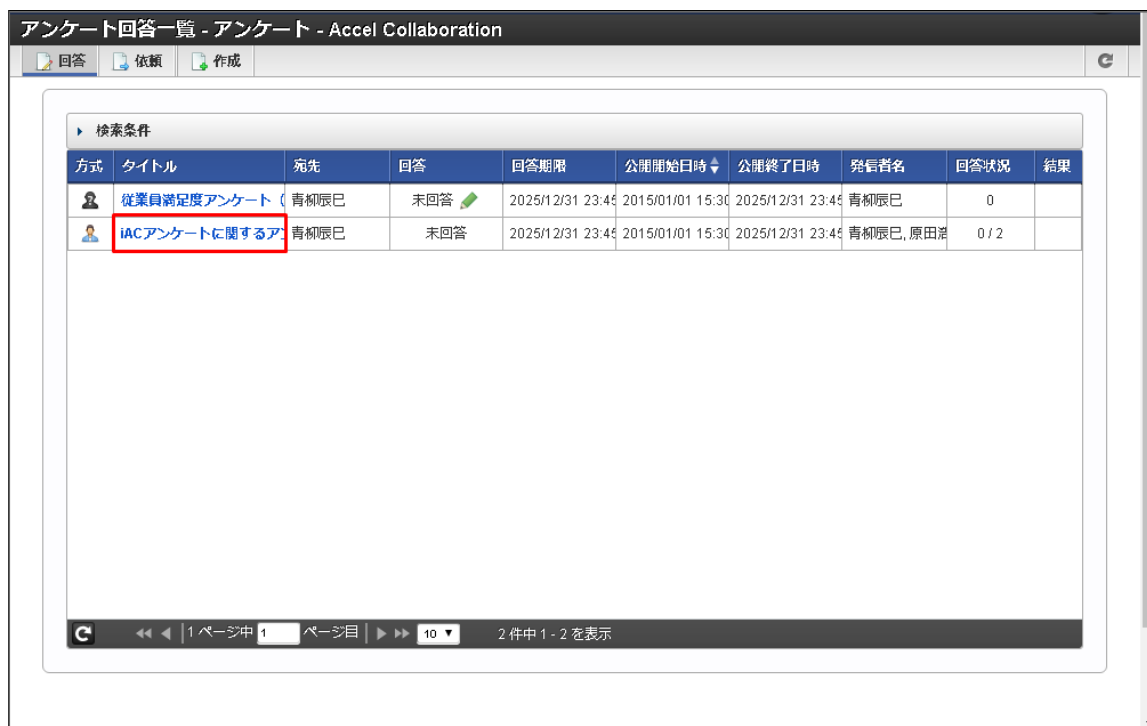 アンケート回答一覧 - アンケート - Accel Collaboration
回答 依頼 作成
検索条件
方式 タイトル 宛先 回答 回答期限 公開開始日時 公開終了日時 発信者名 回答状況 結果
従業員満足度アンケート ( 青柳辰巳 未回答 2025/12/31 23:45 2015/01/01 15:30 2025/12/31 23:45 青柳辰巳 0
iACアンケートに関するアン 青柳辰巳 未回答 2025/12/31 23:45 2015/01/01 15:30 2025/12/31 23:45 青柳辰巳, 原田浩 0 / 2
1 ページ中 1 ページ目 10 2 件中 1 - 2 を表示